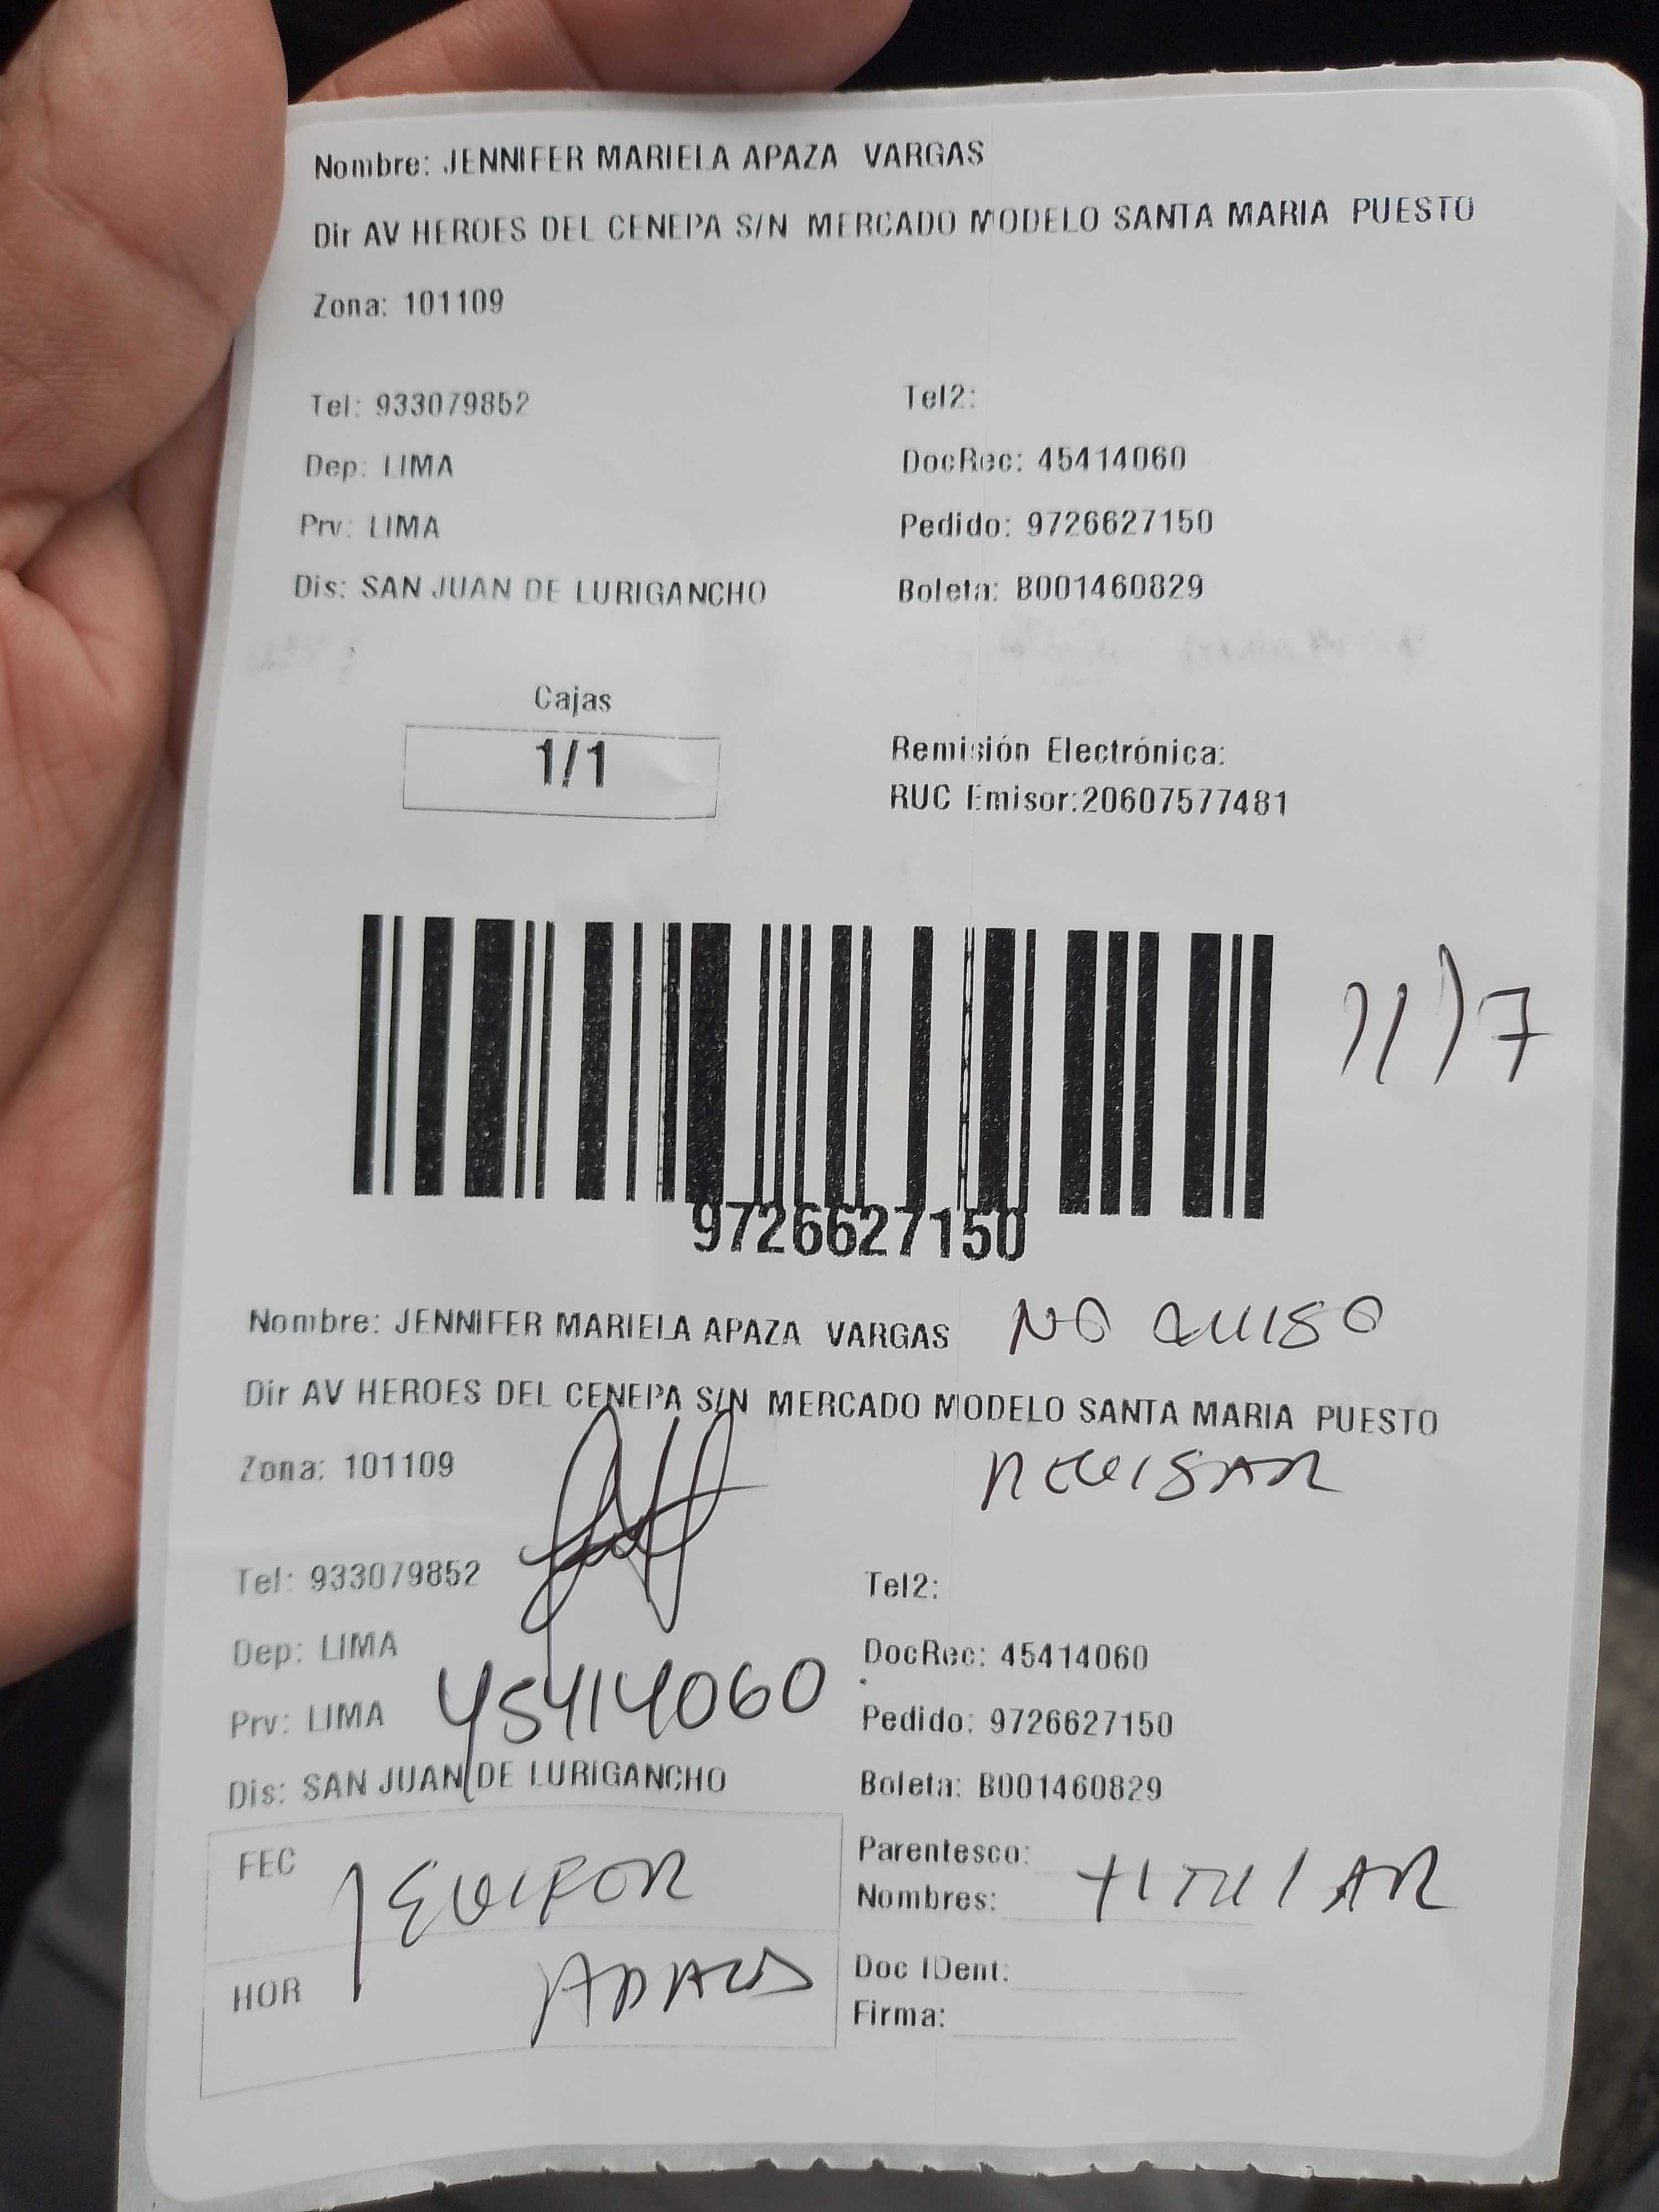 Nombre: JENNIFER MARIELA APAZA VARGAS
Dir AV HEROES DEL CENEPA S/N MERCADO MODELO SANTA MARIA PUESTO
Zona: 101109
Tel: 933079852 Tel2:
Dep: LIMA DocRec: 45414060
Prv: LIMA Pedido: 9726627150
Dis: SAN JUAN DE LURIGANCHO Boleta: B001460829
Cajas
1/1
Remisión Electrónica:
RUC Emisor:20607577481
9726627150
Nombre: JENNIFER MARIELA APAZA VARGAS NO QUISO
Dir AV HEROES DEL CENEPA S/N MERCADO MODELO SANTA MARIA PUESTO
Zona: 101109 REVISAR
Tel: 933079852 Tel2:
Dep: LIMA DocRec: 45414060
45414060
Prv: LIMA Pedido: 9726627150
Dis: SAN JUAN DE LURIGANCHO Boleta: B001460829
FEC Parentesco: TITULAR
Nombres:
HOR Doc IDent:
Firma: